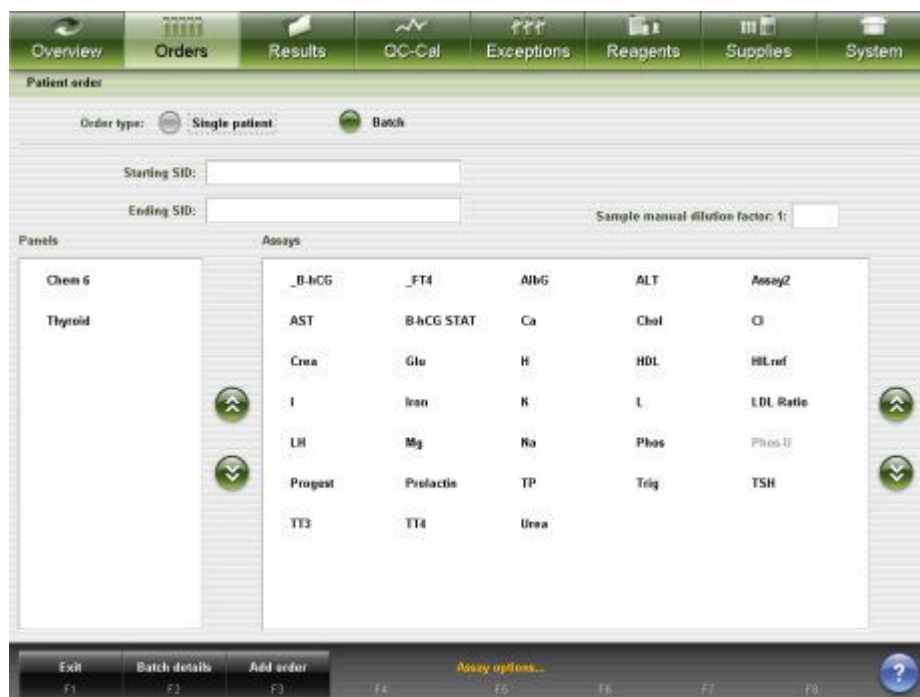 Overview Orders Results QC-Cal Exceptions Reagents Supplies System
Patient order
Order type: Single patient Batch
Starting SID:
Ending SID:
Sample manual dilution factor: 1:
Panels Assays
Chem 6
Thyroid
_B-hCG _FT4 AlbG ALT Assay2
AST B-hCG STAT Ca Chol Cl
Crea Glu H HDL HILref
I Iron K L LDL Ratio
LH Mg Na Phos Phos-U
Progest Prolactin TP Trig TSH
TT3 TT4 Urea
Exit Batch details Add order Assay options...
F1 F2 F3 F4 F5 F6 F7 F8
?